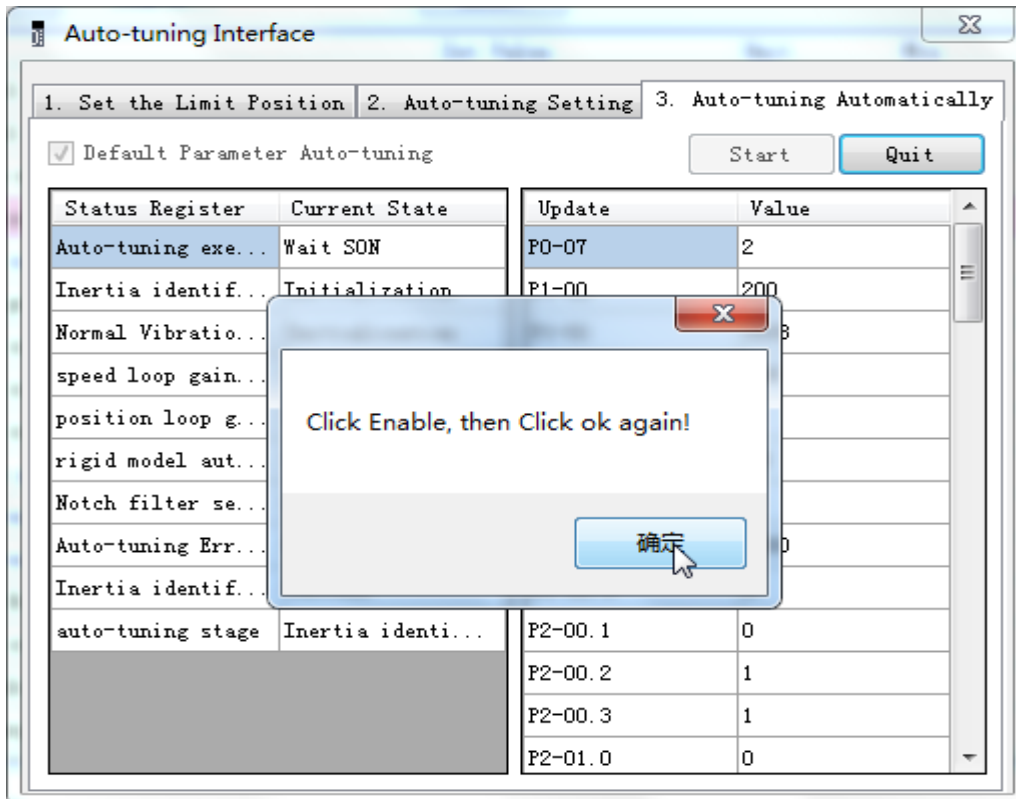 Auto-tuning Interface
1. Set the Limit Position 2. Auto-tuning Setting 3. Auto-tuning Automatically
Default Parameter Auto-tuning Start Quit
Status Register Current State Update Value
Auto-tuning exe... Wait SON P0-07 2
Inertia identif... Initialization P1-00 200
Normal Vibratio...
speed loop gain...
position loop g...
rigid model aut...
Notch filter se...
Auto-tuning Err...
Inertia identif...
auto-tuning stage Inertia identi... P2-00.1 0
P2-00.2 1
P2-00.3 1
P2-01.0 0
Click Enable, then Click ok again!
确定